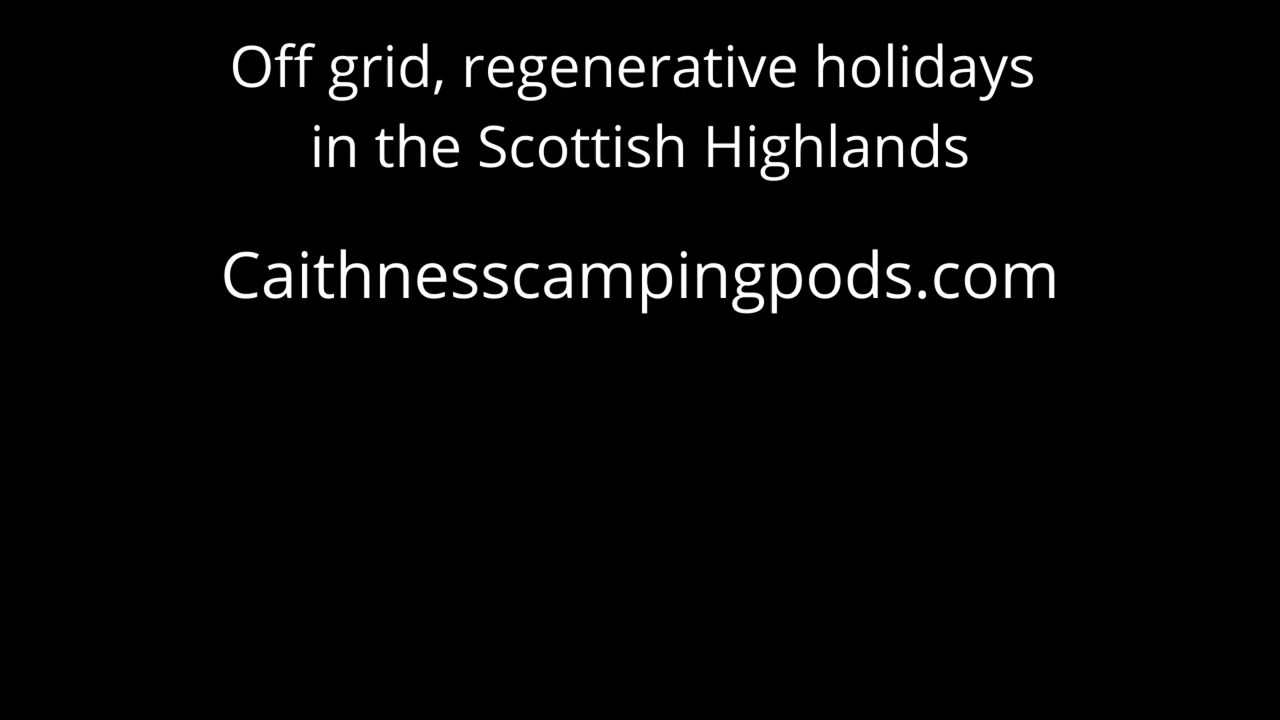 Off grid, regenerative holidays
in the Scottish Highlands
Caithnesscampingpods.com